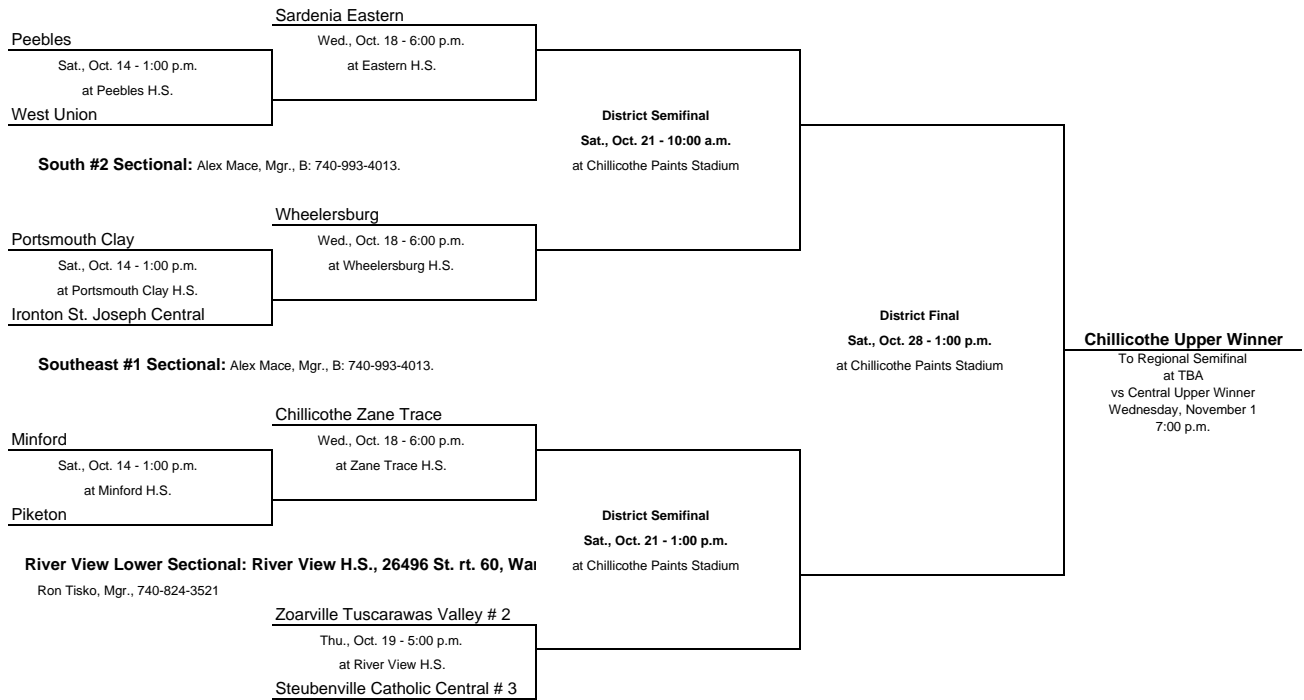 Sardenia Eastern
Peebles
Wed., Oct. 18 - 6:00 p.m.
Sat., Oct. 14 - 1:00 p.m.
at Eastern H.S.
at Peebles H.S.
West Union
District Semifinal
Sat., Oct. 21 - 10:00 a.m.
South #2 Sectional: Alex Mace, Mgr., B: 740-993-4013.
at Chillicothe Paints Stadium
Wheelersburg
Portsmouth Clay
Wed., Oct. 18 - 6:00 p.m.
Sat., Oct. 14 - 1:00 p.m.
at Wheelersburg H.S.
at Portsmouth Clay H.S.
Ironton St. Joseph Central
District Final
Sat., Oct. 28 - 1:00 p.m.
Chillicothe Upper Winner
Southeast #1 Sectional: Alex Mace, Mgr., B: 740-993-4013.
at Chillicothe Paints Stadium
To Regional Semifinal
at TBA
vs Central Upper Winner
Wednesday, November 1
7:00 p.m.
Chillicothe Zane Trace
Minford
Wed., Oct. 18 - 6:00 p.m.
Sat., Oct. 14 - 1:00 p.m.
at Zane Trace H.S.
at Minford H.S.
Piketon
District Semifinal
Sat., Oct. 21 - 1:00 p.m.
River View Lower Sectional: River View H.S., 26496 St. rt. 60,
at Chillicothe Paints Stadium
Ron Tisko, Mgr., 740-824-3521
Zoarville Tuscarawas Valley # 2
Thu., Oct. 19 - 5:00 p.m.
at River View H.S.
Steubenville Catholic Central # 3